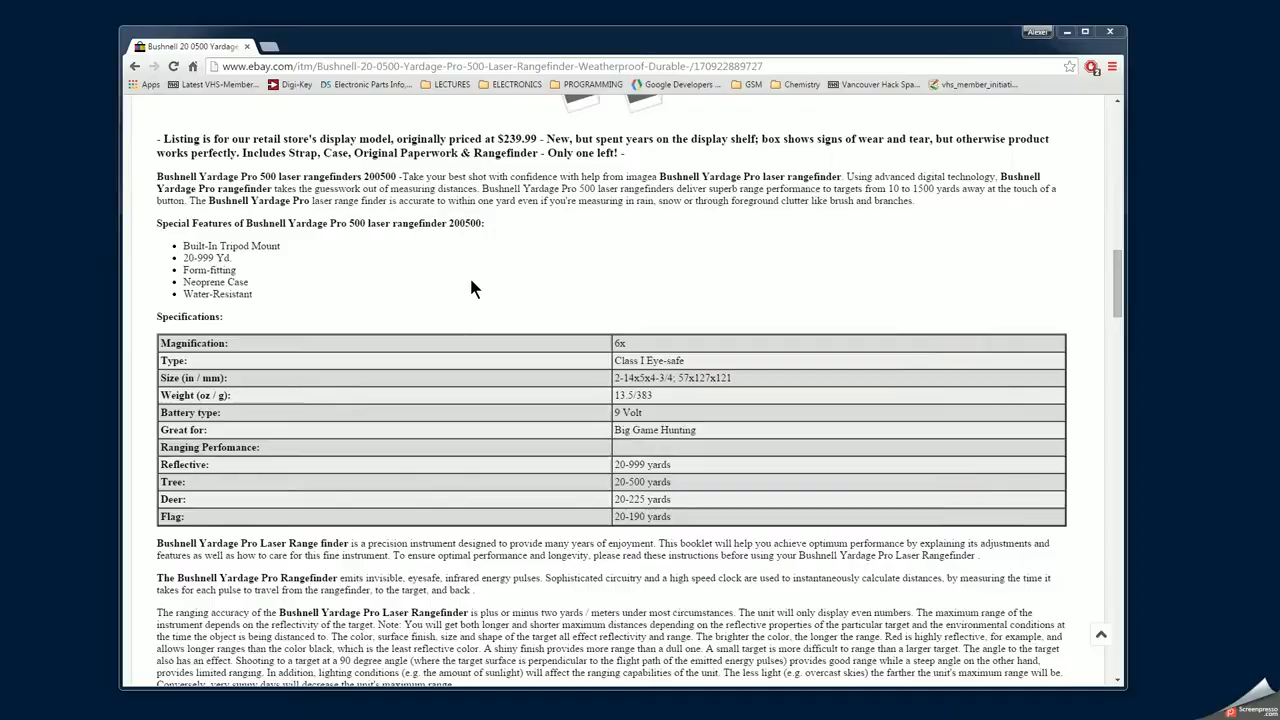 Alexei
Bushnell 20 0500 Yardage
www.ebay.com/itm/Bushnell-20-0500-Yardage-Pro-500-Laser-Rangefinder-Weatherproof-Durable-/170922889727
Apps Latest VHS-Member... Digi-Key Electronic Parts Info,... LECTURES ELECTRONICS PROGRAMMING Google Developers ... GSM Chemistry Vancouver Hack Spa... vhs_member_initiati...
- Listing is for our retail store's display model, originally priced at $239.99 - New, but spent years on the display shelf; box shows signs of wear and tear, but otherwise product
works perfectly. Includes Strap, Case, Original Paperwork & Rangefinder - Only one left! -
Bushnell Yardage Pro 500 laser rangefinders 200500 -Take your best shot with confidence with help from imagea Bushnell Yardage Pro laser rangefinder. Using advanced digital technology, Bushnell
Yardage Pro rangefinder takes the guesswork out of measuring distances. Bushnell Yardage Pro 500 laser rangefinders deliver superb range performance to targets from 10 to 1500 yards away at the touch of a
button. The Bushnell Yardage Pro laser range finder is accurate to within one yard even if you're measuring in rain, snow or through foreground clutter like brush and branches.
Special Features of Bushnell Yardage Pro 500 laser rangefinder 200500:
Built-In Tripod Mount
20-999 Yd.
Form-fitting
Neoprene Case
Water-Resistant
Specifications:
Magnification: 6x
Type: Class I Eye-safe
Size (in / mm): 2-14x5x4-3/4; 57x127x121
Weight (oz / g): 13.5/383
Battery type: 9 Volt
Great for: Big Game Hunting
Ranging Perfomance:
Reflective: 20-999 yards
Tree: 20-500 yards
Deer: 20-225 yards
Flag: 20-190 yards
Bushnell Yardage Pro Laser Range finder is a precision instrument designed to provide many years of enjoyment. This booklet will help you achieve optimum performance by explaining its adjustments and
features as well as how to care for this fine instrument. To ensure optimal performance and longevity, please read these instructions before using your Bushnell Yardage Pro Laser Rangefinder .
The Bushnell Yardage Pro Rangefinder emits invisible, eyesafe, infrared energy pulses. Sophisticated circuitry and a high speed clock are used to instantaneously calculate distances, by measuring the time it
takes for each pulse to travel from the rangefinder, to the target, and back .
The ranging accuracy of the Bushnell Yardage Pro Laser Rangefinder is plus or minus two yards / meters under most circumstances. The unit will only display even numbers. The maximum range of the
instrument depends on the reflectivity of the target. Note: You will get both longer and shorter maximum distances depending on the reflective properties of the particular target and the environmental conditions at
the time the object is being distanced to. The color, surface finish, size and shape of the target all effect reflectivity and range. The brighter the color, the longer the range. Red is highly reflective, for example, and
allows longer ranges than the color black, which is the least reflective color. A shiny finish provides more range than a dull one. A small target is more difficult to range than a larger target. The angle to the target
also has an effect. Shooting to a target at a 90 degree angle (where the target surface is perpendicular to the flight path of the emitted energy pulses) provides good range while a steep angle on the other hand,
provides limited ranging. In addition, lighting conditions (e.g. the amount of sunlight) will affect the ranging capabilities of the unit. The less light (e.g. overcast skies) the farther the unit's maximum range will be.
Conversely, very sunny days will decrease the unit's maximum range.
Screenpresso
.com